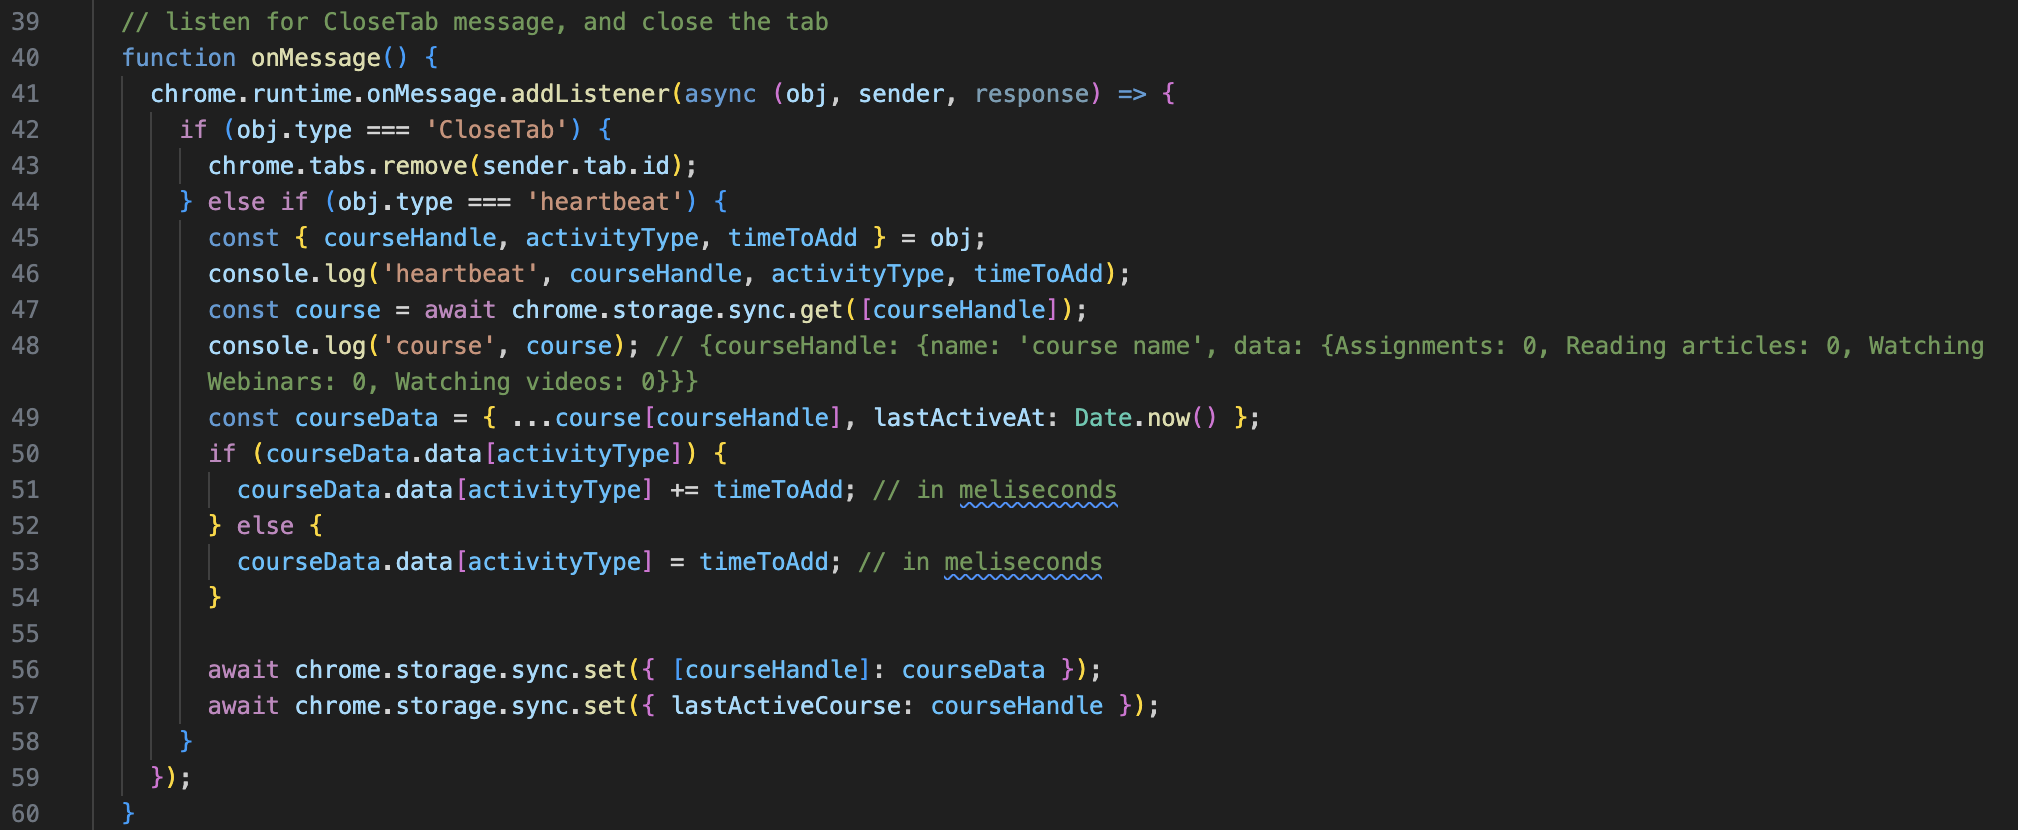 39 // listen for CloseTab message, and close the tab
40 function onMessage() {
41 chrome.runtime.onMessage.addListener(async (obj, sender, response) => {
42 if (obj.type === 'CloseTab') {
43 chrome.tabs.remove(sender.tab.id);
44 } else if (obj.type === 'heartbeat') {
45 const { courseHandle, activityType, timeToAdd } = obj;
46 console.log('heartbeat', courseHandle, activityType, timeToAdd);
47 const course = await chrome.storage.sync.get([courseHandle]);
48 console.log('course', course); // {courseHandle: {name: 'course name', data: {Assignments: 0, Reading articles: 0, Watching
Webinars: 0, Watching videos: 0}}}
49 const courseData = { ...course[courseHandle], lastActiveAt: Date.now() };
50 if (courseData.data[activityType]) {
51 courseData.data[activityType] += timeToAdd; // in meliseconds
52 } else {
53 courseData.data[activityType] = timeToAdd; // in meliseconds
54 }
55
56 await chrome.storage.sync.set({ [courseHandle]: courseData });
57 await chrome.storage.sync.set({ lastActiveCourse: courseHandle });
58 }
59 });
60 }